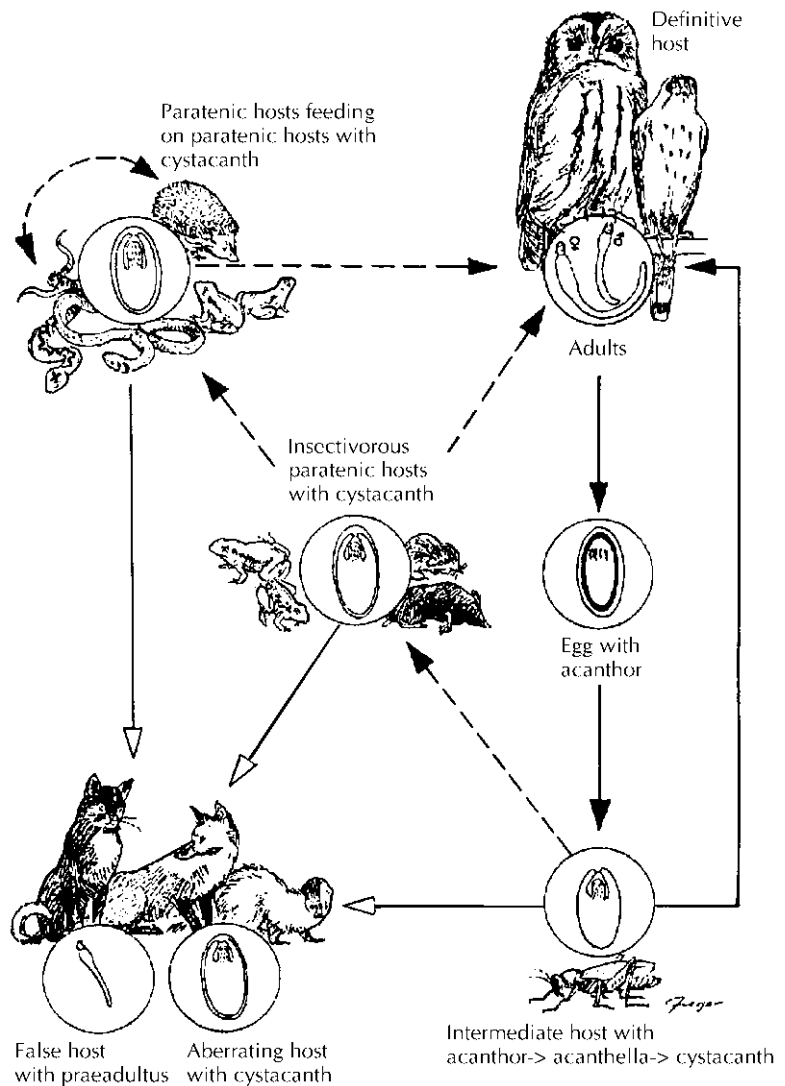 Definitive
host
Paratenic hosts feeding
on paratenic hosts with
cystacanth
♀ ♂
Adults
Insectivorous
paratenic hosts
with cystacanth
Egg with
acanthor
False host
with praeadultus
Aberrating host
with cystacanth
Intermediate host with
acanthor-> acanthella-> cystacanth